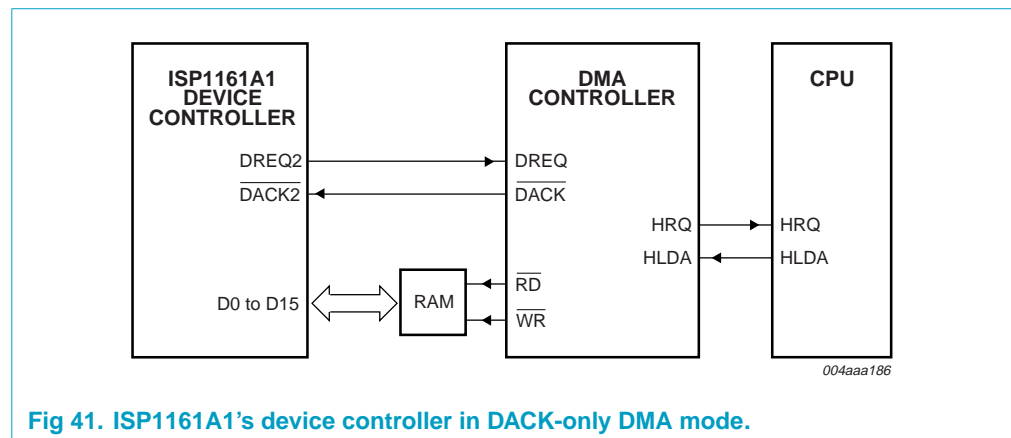 ISP1161A1
DEVICE
CONTROLLER
DMA
CONTROLLER
CPU
DREQ2
DREQ
DACK2
DACK
HRQ
HRQ
HLDA
HLDA
RD
D0 to D15
RAM
WR
004aaa186
Fig 41. ISP1161A1’s device controller in DACK-only DMA mode.